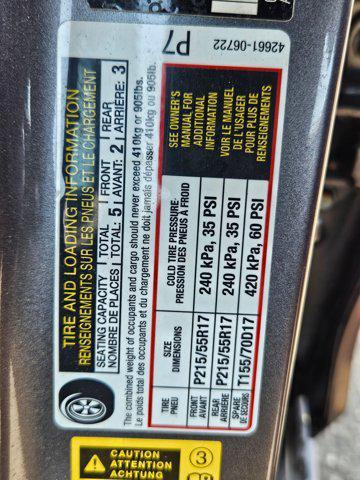 42661-06722
P7
TIRE AND LOADING INFORMATION
RENSEIGNEMENTS SUR LES PNEUS ET LE CHARGEMENT
SEATING CAPACITY TOTAL FRONT REAR
NOMBRE DE PLACES TOTAL: 5 AVANT: 2 ARRIÈRE: 3
The combined weight of occupants and cargo should never exceed 410kg or 905lbs.
Le poids total des occupants et du chargement ne doit jamais dépasser 410kg ou 905lb.
TIRE SIZE COLD TIRE PRESSURE
PNEU DIMENSIONS PRESSION DES PNEUS À FROID
FRONT AVANT P215/55R17 240 kPa, 35 PSI
REAR ARRIÈRE P215/55R17 240 kPa, 35 PSI
SPARE DE SECOURS T155/70D17 420 kPa, 60 PSI
SEE OWNER'S
MANUAL FOR
ADDITIONAL
INFORMATION
VOIR LE MANUEL
DE L'USAGER
POUR PLUS DE
RENSEIGNEMENTS
CAUTION
ATTENTION
ACHTUNG
3